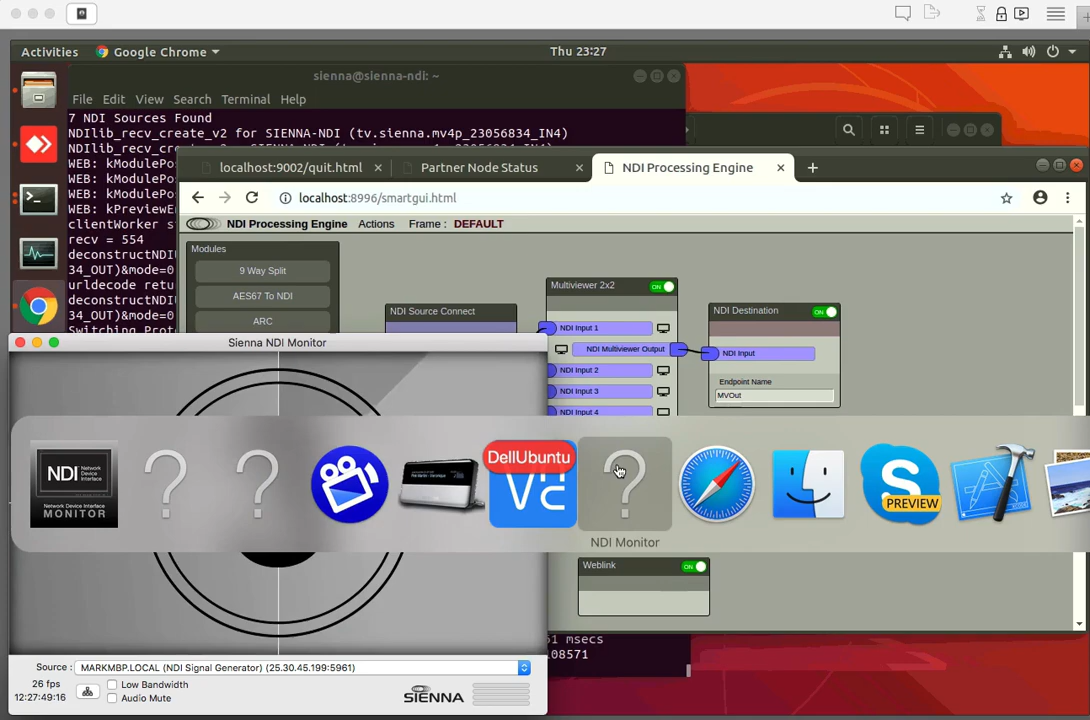 Activities
Google Chrome
Thu 23:27
sienna@sienna-ndi: ~
File Edit View Search Terminal Help
7 NDI Sources Found
NDIlib_recv_create_v2 for SIENNA-NDI (tv.sienna.mv4p_23056834_IN4)
WEB: kModulePo
WEB: kModulePo
WEB: kPreviewEn
clientWorker s
recv = 554
deconstructNDI
34_OUT)&mode=0
urldecode retu
deconstructNDI
34_OUT)&mode=0
localhost:9002/quit.html
Partner Node Status
NDI Processing Engine
localhost:8996/smartgui.html
NDI Processing Engine Actions Frame : DEFAULT
Modules
9 Way Split
AES67 To NDI
ARC
NDI Source Connect
Multiviewer 2x2
ON
NDI Input 1
NDI Multiviewer Output
NDI Input 2
NDI Input 3
NDI Input 4
NDI Destination
ON
NDI Input
Endpoint Name
MVOut
Sienna NDI Monitor
NDI Network Device Interface
MONITOR
Network Device Interface
DellUbuntu
V2
S
PREVIEW
NDI Monitor
Weblink
ON
51 msecs
108571
Source : MARKMBP.LOCAL (NDI Signal Generator) (25.30.45.199:5961)
26 fps
12:27:49:16
Low Bandwidth
Audio Mute
SIENNA